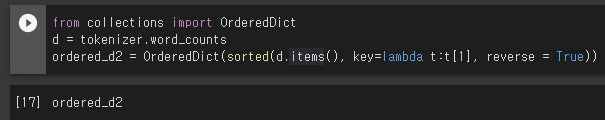 from collections import OrderedDict
d = tokenizer.word_counts
ordered_d2 = OrderedDict(sorted(d.items(), key=lambda t:t[1], reverse = True))
[17] ordered_d2